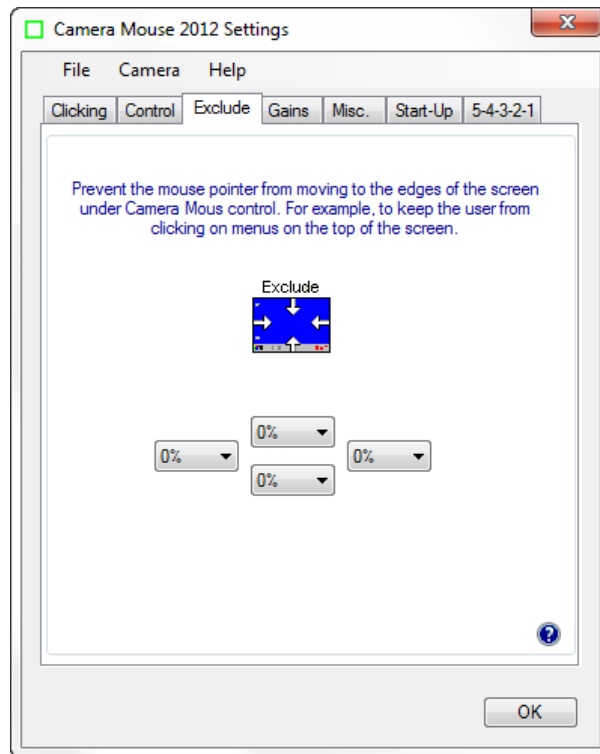 Camera Mouse 2012 Settings
File Camera Help
Clicking Control Exclude Gains Misc. Start-Up 5-4-3-2-1
Prevent the mouse pointer from moving to the edges of the screen
under Camera Mous control. For example, to keep the user from
clicking on menus on the top of the screen.
Exclude
0%
0% 0%
0%
?
OK